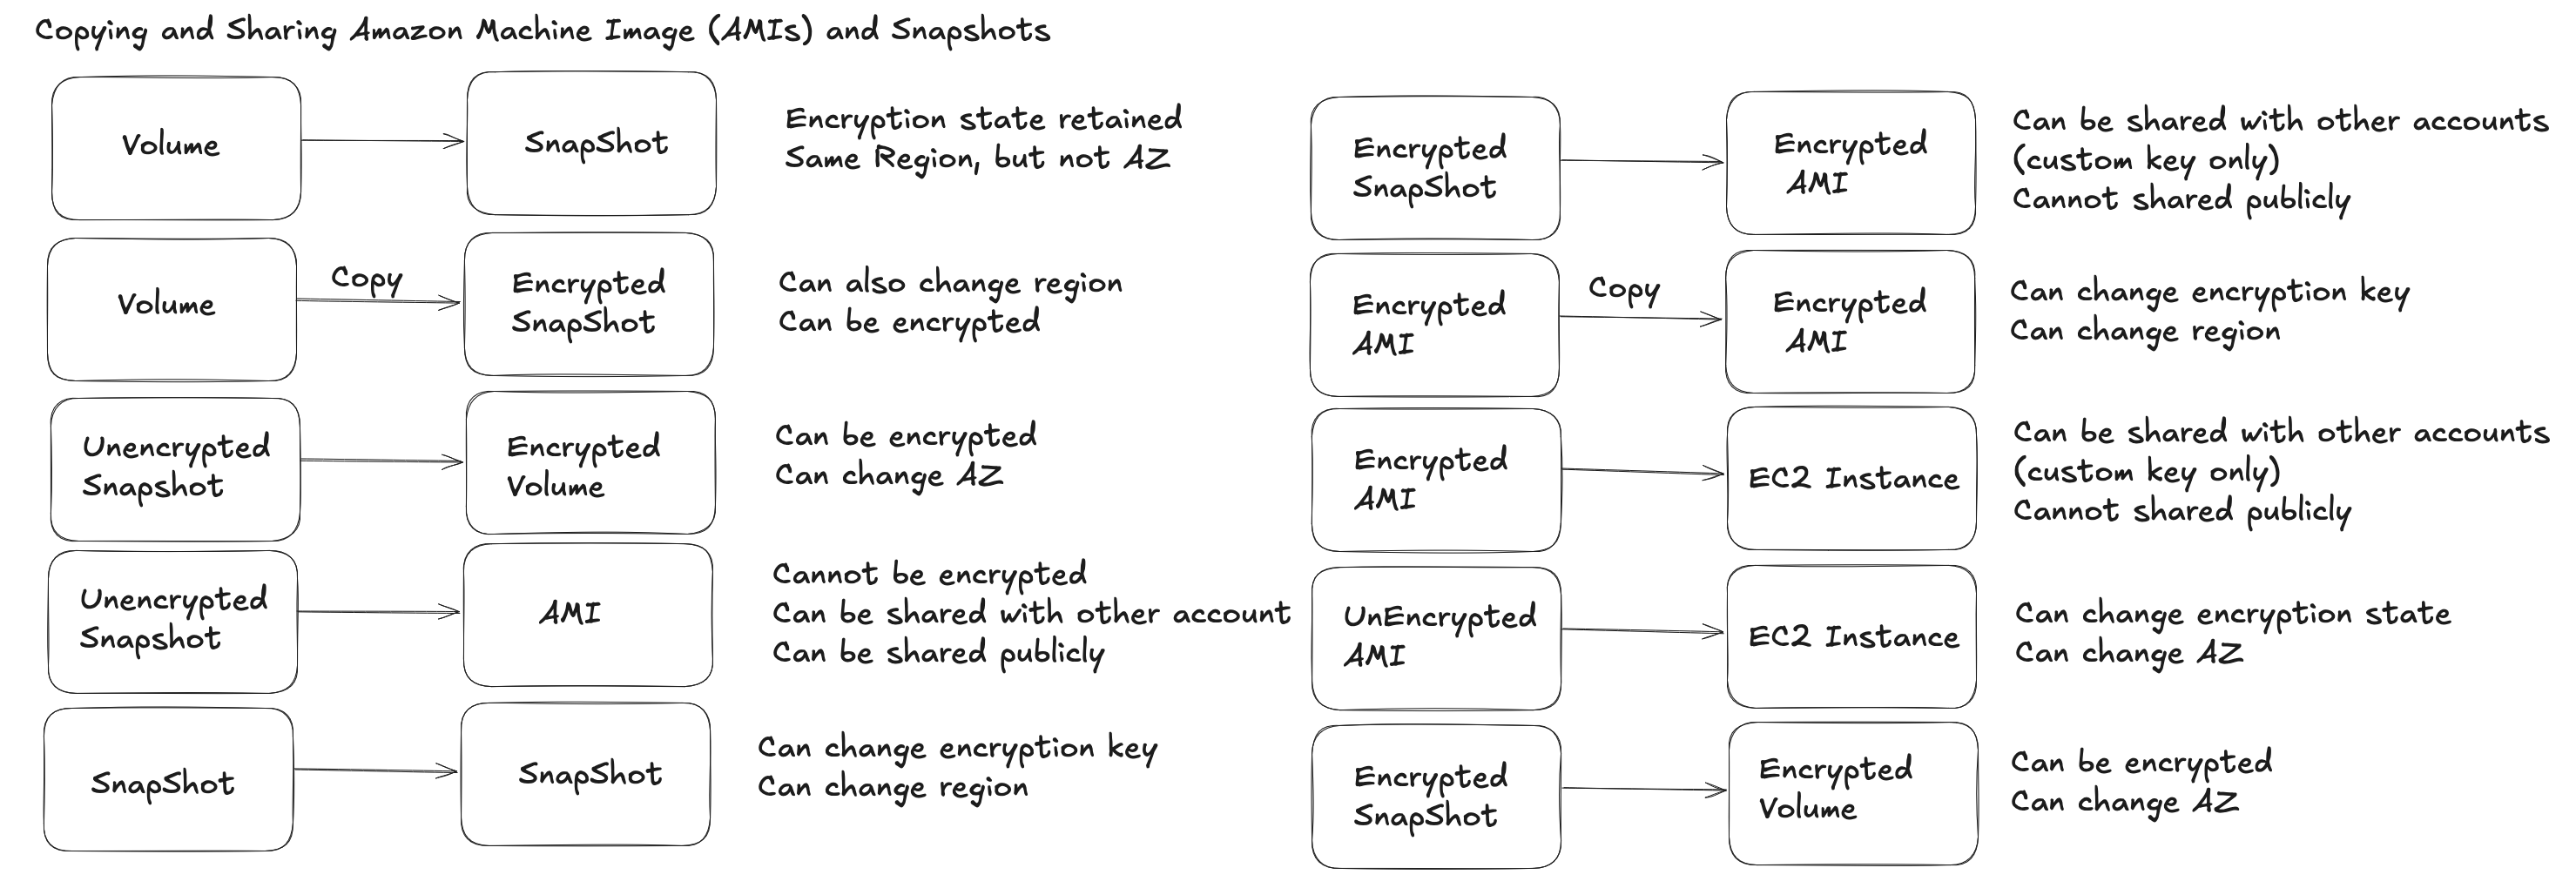 Copying and Sharing Amazon Machine Image (AMIs) and Snapshots
Volume
SnapShot
Encryption state retained
Same Region, but not AZ
Volume
Copy
Encrypted
SnapShot
Can also change region
Can be encrypted
Unencrypted
Snapshot
Encrypted
Volume
Can be encrypted
Can change AZ
Unencrypted
Snapshot
AMI
Cannot be encrypted
Can be shared with other account
Can be shared publicly
SnapShot
SnapShot
Can change encryption key
Can change region
Encrypted
SnapShot
Encrypted
AMI
Can be shared with other accounts
(custom key only)
Cannot shared publicly
Encrypted
AMI
Copy
Encrypted
AMI
Can change encryption key
Can change region
Encrypted
AMI
EC2 Instance
Can be shared with other accounts
(custom key only)
Cannot shared publicly
UnEncrypted
AMI
EC2 Instance
Can change encryption state
Can change AZ
Encrypted
SnapShot
Encrypted
Volume
Can be encrypted
Can change AZ